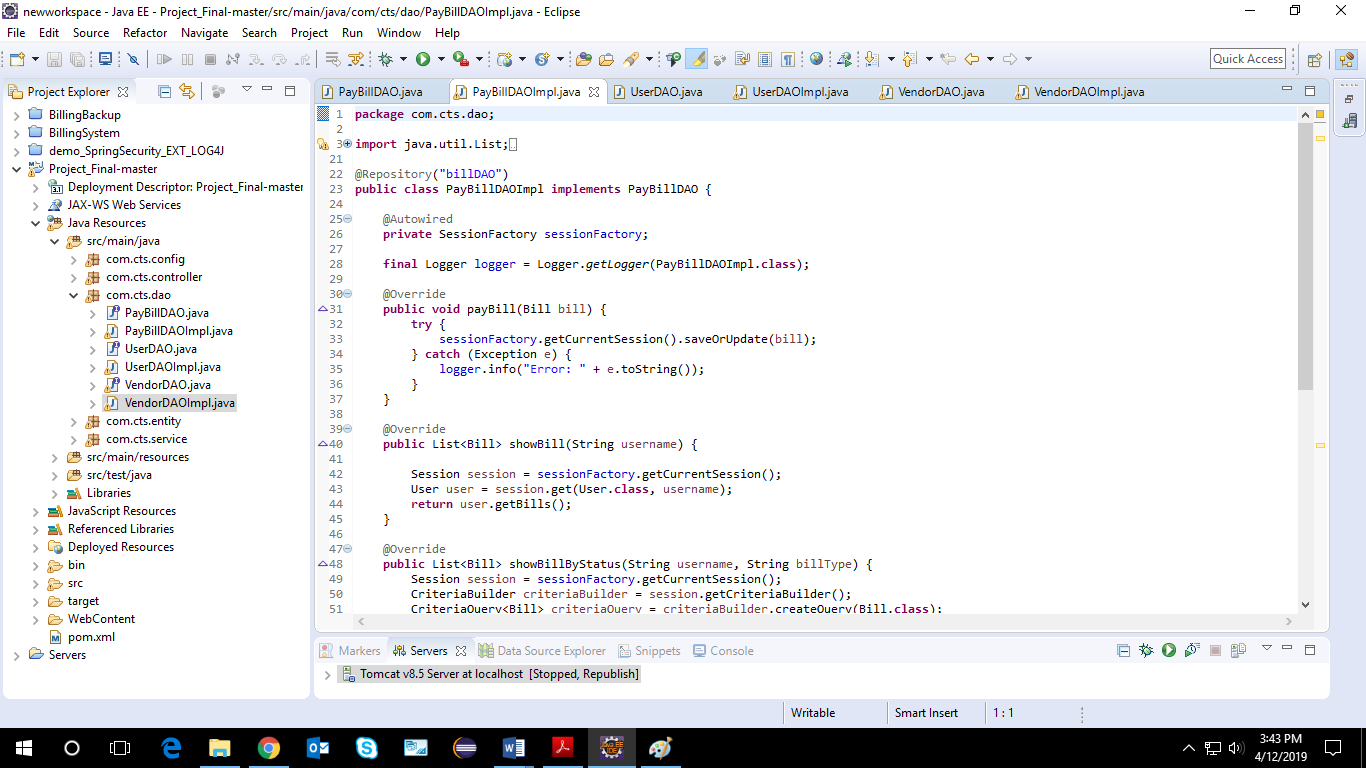 newworkspace - Java EE - Project_Final-master/src/main/java/com/cts/dao/PayBillDAOImpl.java - Eclipse
File Edit Source Refactor Navigate Search Project Run Window Help
Quick Access
Project Explorer
BillingBackup
BillingSystem
demo_SpringSecurity_EXT_LOG4J
Project_Final-master
Deployment Descriptor: Project_Final-master
JAX-WS Web Services
Java Resources
src/main/java
com.cts.config
com.cts.controller
com.cts.dao
PayBillDAO.java
PayBillDAOImpl.java
UserDAO.java
UserDAOImpl.java
VendorDAO.java
VendorDAOImpl.java
com.cts.entity
com.cts.service
src/main/resources
src/test/java
Libraries
JavaScript Resources
Referenced Libraries
Deployed Resources
bin
src
target
WebContent
pom.xml
Servers
PayBillDAO.java PayBillDAOImpl.java UserDAO.java UserDAOImpl.java VendorDAO.java VendorDAOImpl.java
1 package com.cts.dao;
2
3 import java.util.List;
21
22 @Repository("billDAO")
23 public class PayBillDAOImpl implements PayBillDAO {
24
25 @Autowired
26 private SessionFactory sessionFactory;
27
28 final Logger logger = Logger.getLogger(PayBillDAOImpl.class);
29
30 @Override
31 public void payBill(Bill bill) {
32 try {
33 sessionFactory.getCurrentSession().saveOrUpdate(bill);
34 } catch (Exception e) {
35 logger.info("Error: " + e.toString());
36 }
37 }
38
39 @Override
40 public List<Bill> showBill(String username) {
41
42 Session session = sessionFactory.getCurrentSession();
43 User user = session.get(User.class, username);
44 return user.getBills();
45 }
46
47 @Override
48 public List<Bill> showBillByStatus(String username, String billType) {
49 Session session = sessionFactory.getCurrentSession();
50 CriteriaBuilder criteriaBuilder = session.getCriteriaBuilder();
51 CriteriaQuery<Bill> criteriaQuery = criteriaBuilder.createQuery(Bill.class);
Markers Servers Data Source Explorer Snippets Console
Tomcat v8.5 Server at localhost [Stopped, Republish]
Writable Smart Insert 1 : 1
3:43 PM
4/12/2019